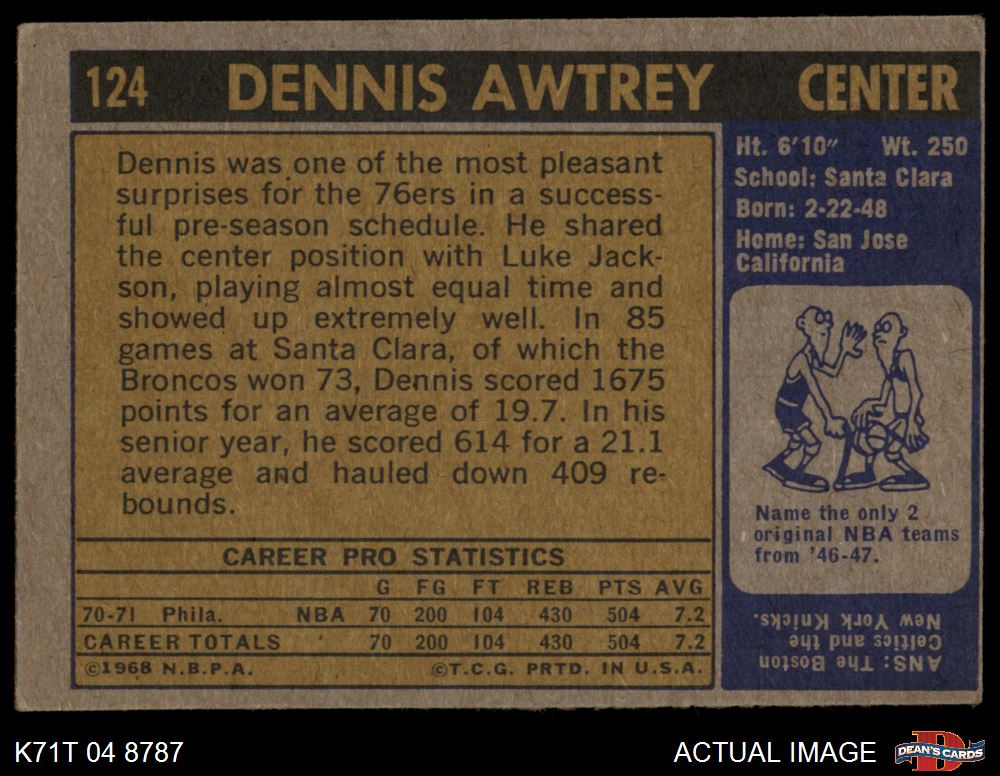 124 DENNIS AWTREY CENTER
Dennis was one of the most pleasant
surprises for the 76ers in a success-
ful pre-season schedule. He shared
the center position with Luke Jack-
son, playing almost equal time and
showed up extremely well. In 85
games at Santa Clara, of which the
Broncos won 73, Dennis scored 1675
points for an average of 19.7. In his
senior year, he scored 614 for a 21.1
average and hauled down 409 re-
bounds.
CAREER PRO STATISTICS
G FG FT REB PTS AVG
70-71 Phila. NBA 70 200 104 430 504 7.2
CAREER TOTALS 70 200 104 430 504 7.2
©1968 N.B.P.A. ©T.C.G. PRTD. IN U.S.A.
Ht. 6'10" Wt. 250
School: Santa Clara
Born: 2-22-48
Home: San Jose
California
Name the only 2
original NBA teams
from '46-47.
ANS: The Boston
Celtics and the
New York Knicks.
K71T 04 8787
ACTUAL IMAGE
DEAN'S CARDS